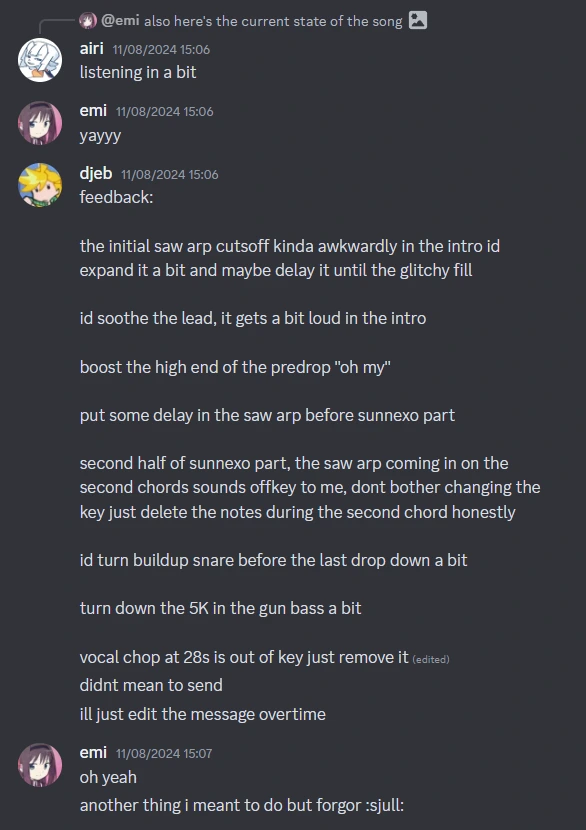 @emi also here's the current state of the song
airi 11/08/2024 15:06
listening in a bit
emi 11/08/2024 15:06
yayyy
djeb 11/08/2024 15:06
feedback:
the initial saw arp cutsoff kinda awkwardly in the intro id
expand it a bit and maybe delay it until the glitchy fill
id soothe the lead, it gets a bit loud in the intro
boost the high end of the predrop "oh my"
put some delay in the saw arp before sunnexo part
second half of sunnexo part, the saw arp coming in on the
second chords sounds offkey to me, dont bother changing the
key just delete the notes during the second chord honestly
id turn buildup snare before the last drop down a bit
turn down the 5K in the gun bass a bit
vocal chop at 28s is out of key just remove it (edited)
didnt mean to send
ill just edit the message overtime
emi 11/08/2024 15:07
oh yeah
another thing i meant to do but forgor :sjull: